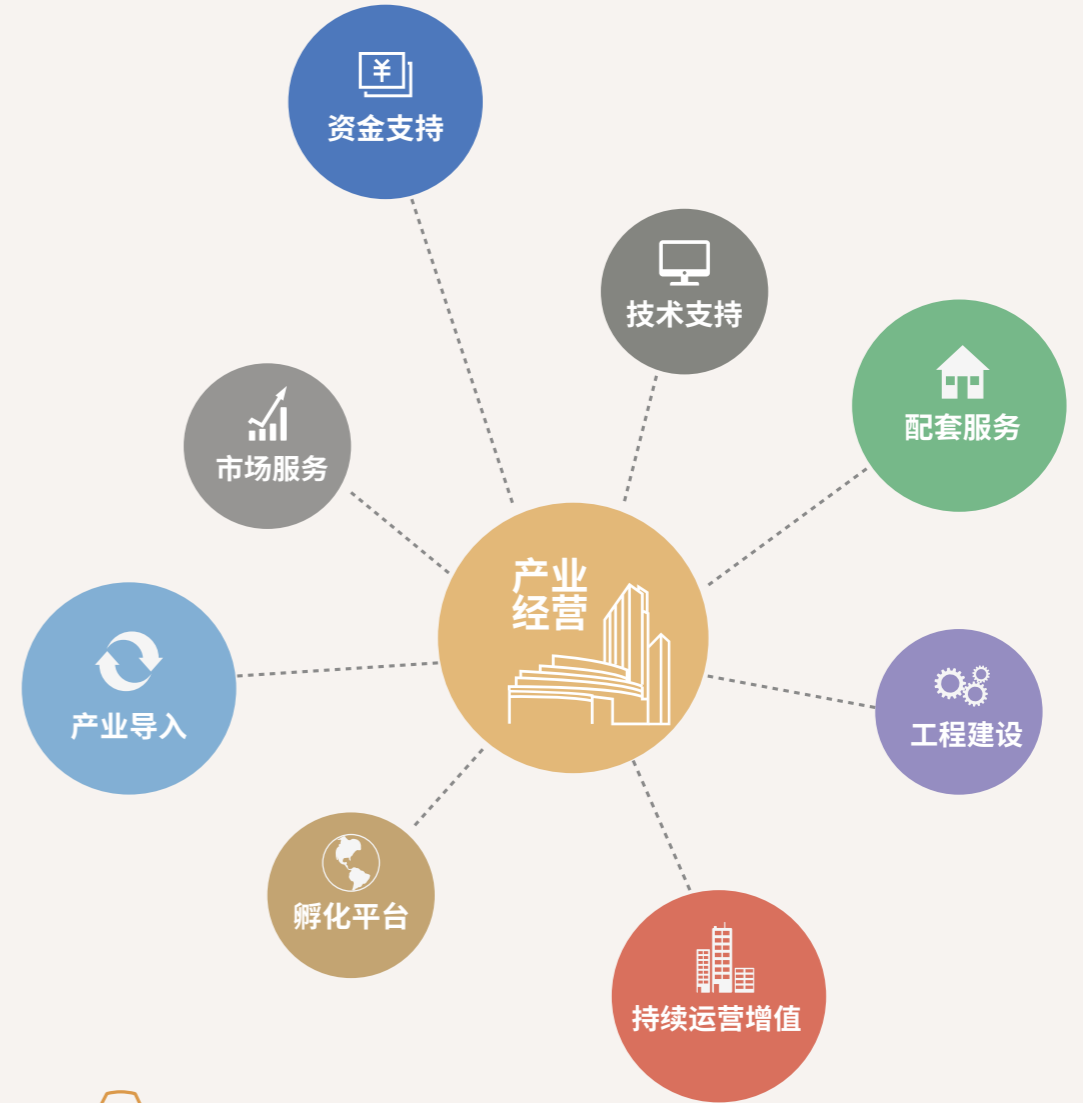 资金支持
技术支持
配套服务
市场服务
产业
经营
产业导入
工程建设
孵化平台
持续运营增值